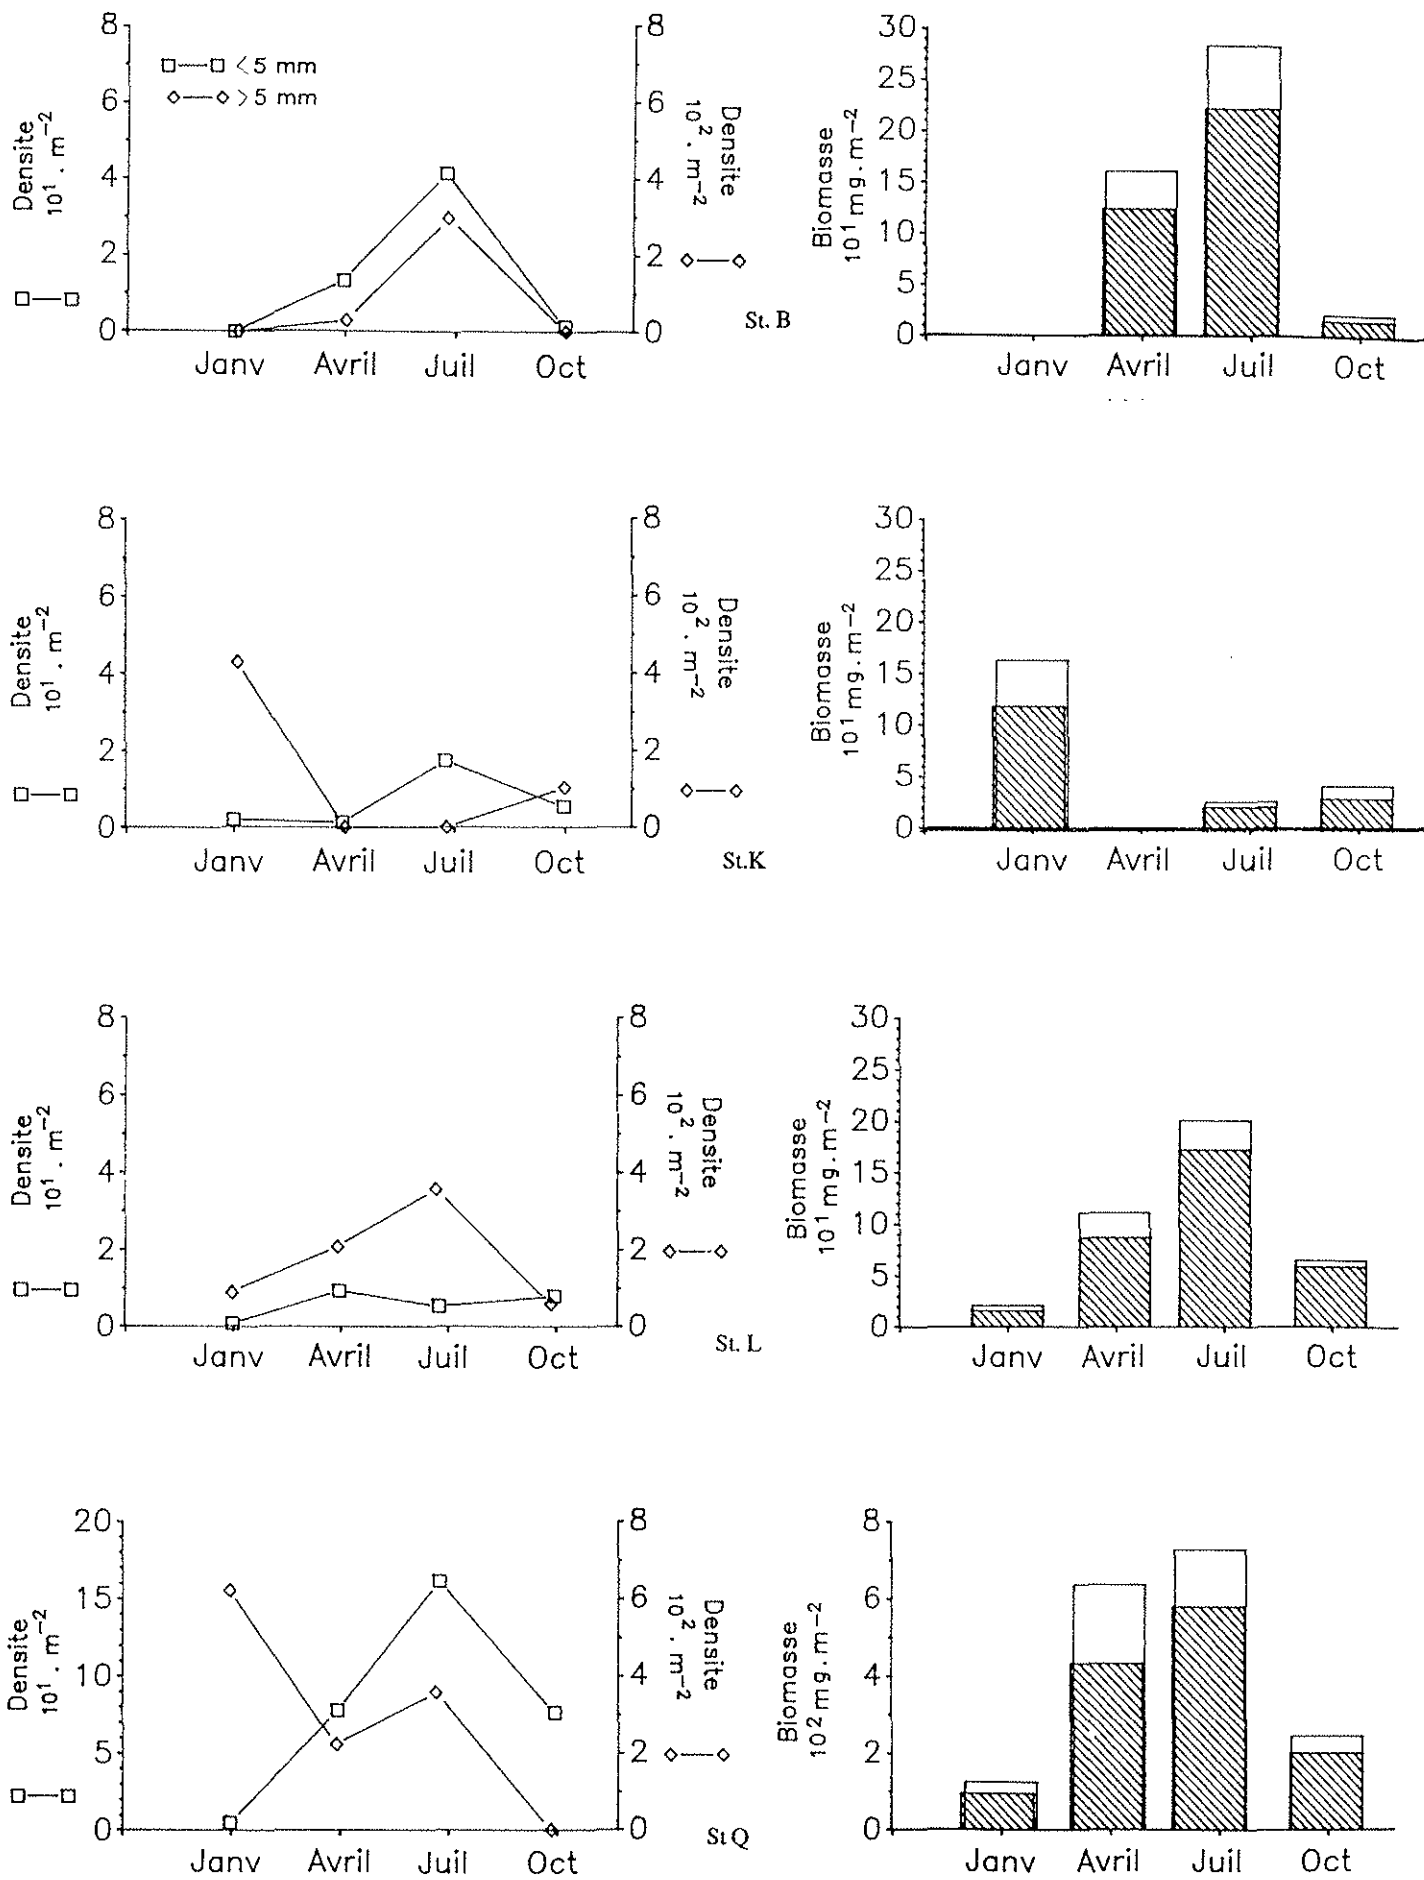 8
6
4
2
0
Densite
10¹ . m⁻²
<5 mm
>5 mm
Janv Avril Juil Oct
8
6
4
2
0
Densite
10² . m⁻²
St. B
30
25
20
15
10
5
0
Biomasse
10¹ mg.m⁻²
Janv Avril Juil Oct
8
6
4
2
0
Densite
10¹ . m⁻²
Janv Avril Juil Oct
8
6
4
2
0
Densite
10² . m⁻²
St.K
30
25
20
15
10
5
0
Biomasse
10¹ mg.m⁻²
Janv Avril Juil Oct
8
6
4
2
0
Densite
10¹ . m⁻²
Janv Avril Juil Oct
8
6
4
2
0
Densite
10² . m⁻²
St. L
30
25
20
15
10
5
0
Biomasse
10¹ mg.m⁻²
Janv Avril Juil Oct
20
15
10
5
0
Densite
10¹ . m⁻²
Janv Avril Juil Oct
8
6
4
2
0
Densite
10² . m⁻²
St Q
8
6
4
2
0
Biomasse
10² mg.m⁻²
Janv Avril Juil Oct